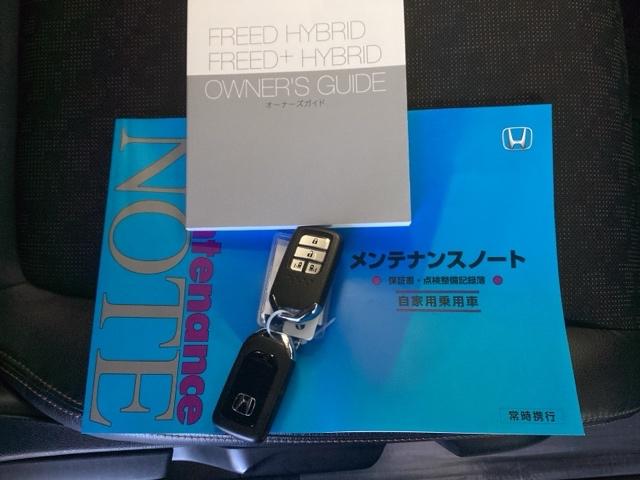 FREED HYBRID
FREED+ HYBRID
OWNER'S GUIDE
オーナーズガイド
メンテナンスノート
保証書・点検整備記録簿
自家用乗用車
常時携行
NOTE